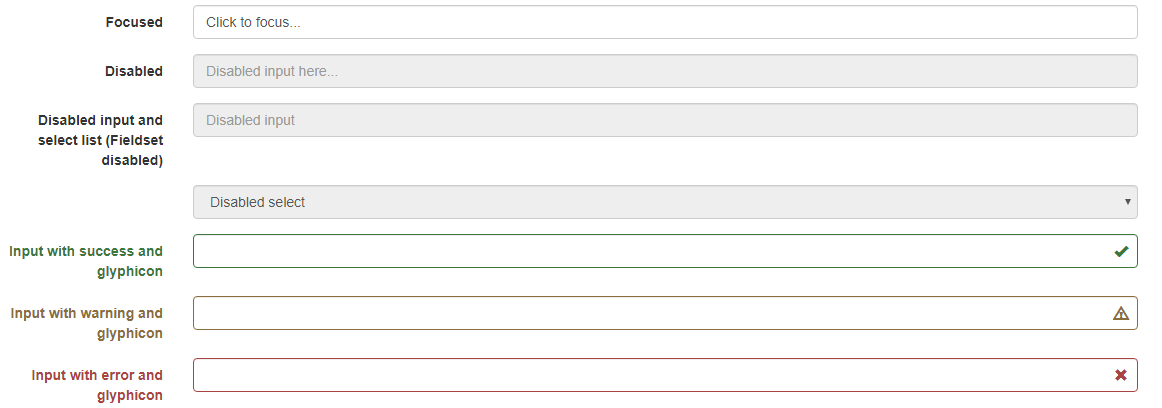 Focused
Click to focus...
Disabled
Disabled input here...
Disabled input and
select list (Fieldset
disabled)
Disabled input
Disabled select
Input with success and
glyphicon
Input with warning and
glyphicon
Input with error and
glyphicon